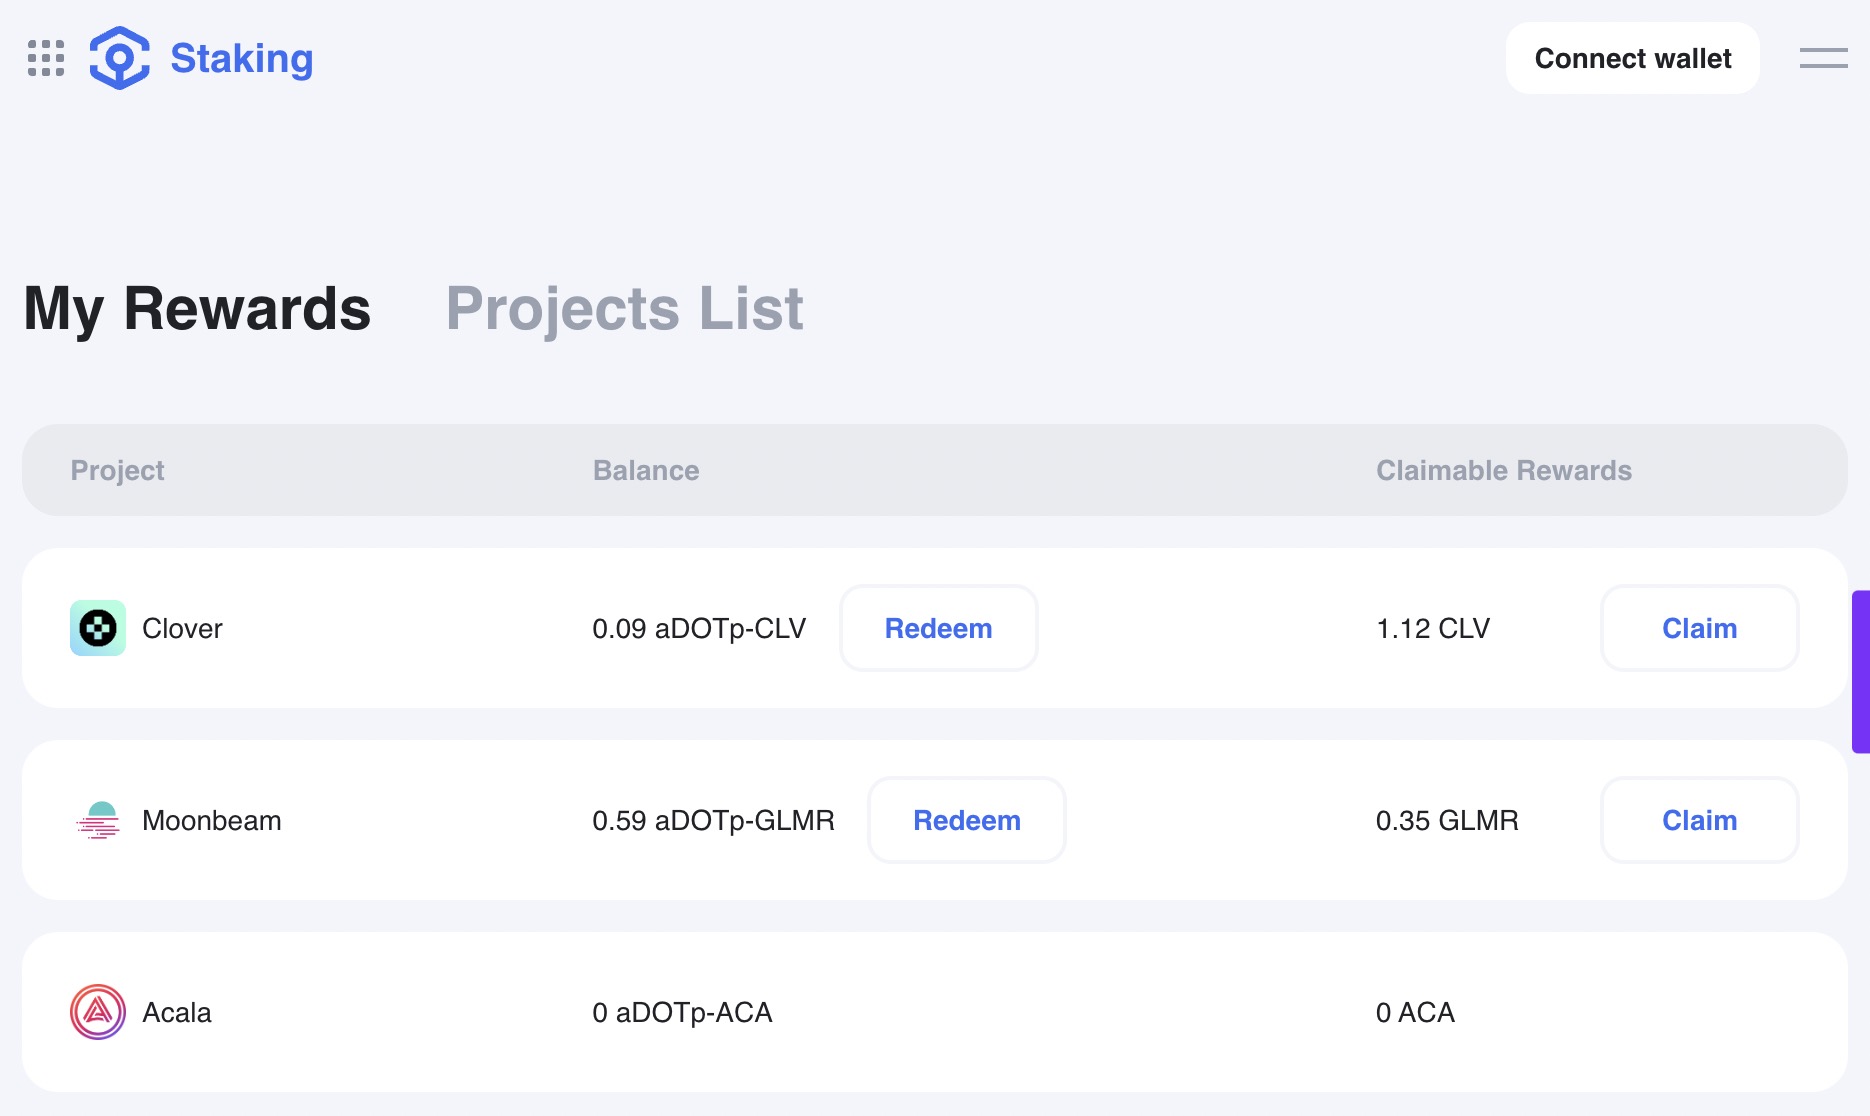 Staking
Connect wallet
My Rewards Projects List
Project Balance Claimable Rewards
Clover 0.09 aDOTp-CLV Redeem 1.12 CLV Claim
Moonbeam 0.59 aDOTp-GLMR Redeem 0.35 GLMR Claim
Acala 0 aDOTp-ACA 0 ACA